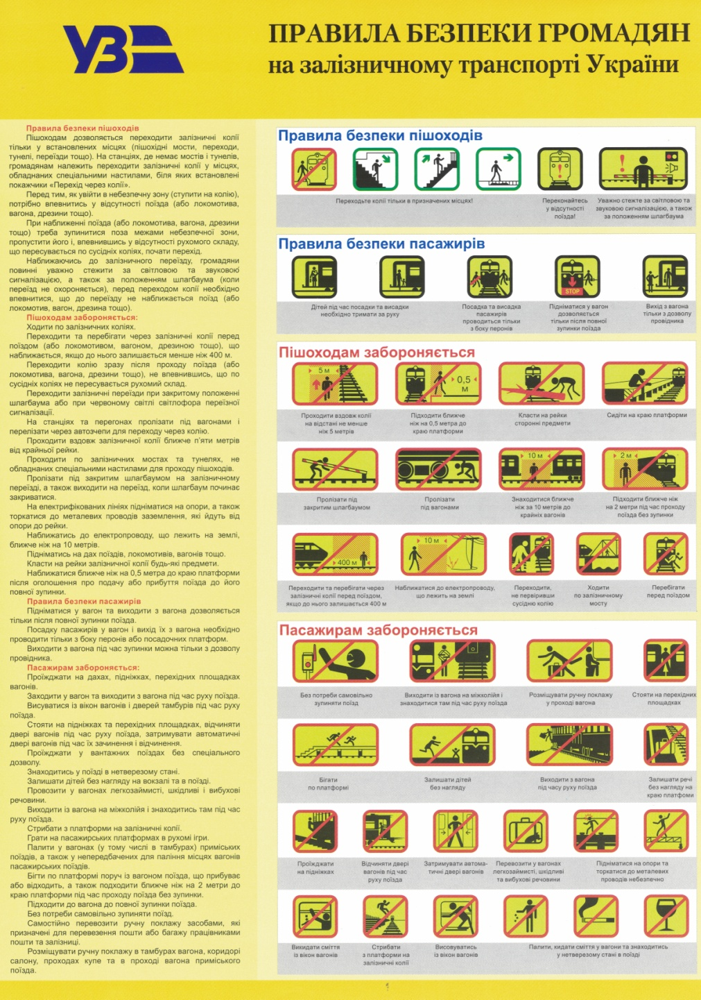 УЗ
ПРАВИЛА БЕЗПЕКИ ГРОМАДЯН
на залізничному транспорті України
Правила безпеки пішоходів
Пішоходам дозволяється переходити залізничні колії
тільки у встановлених місцях (пішохідні мости, переходи,
тунелі, переїзди тощо). На станціях, де немає мостів і тунелів,
громадянам належить переходити залізничні колії у місцях,
обладнаних спеціальними настилами, біля яких встановлені
покажчики «Перехід через колії».
Перед тим, як увійти в небезпечну зону (ступити на колію),
потрібно впевнитись у відсутності поїзда (або локомотива,
вагона, дрезини тощо).
При наближенні поїзда (або локомотива, вагона, дрезини
тощо) треба зупинитися поза межами небезпечної зони,
пропустити його і, впевнившись у відсутності рухомого складу,
що пересувається по сусідніх коліях, почати перехід.
Наближаючись до залізничного переїзду, громадяни
повинні уважно стежити за світловою та звуковою
сигналізацією, а також за положенням шлагбаума (коли
переїзд не охороняється), перед переходом колії необхідно
впевнитися, що до переїзду не наближається поїзд (або
локомотив, вагон, дрезина тощо).
Пішоходам забороняється:
Ходити по залізничних коліях.
Переходити та перебігати через залізничні колії перед
поїздом (або локомотивом, вагоном, дрезиною тощо), що
наближається, якщо до нього залишається менше ніж 400 м.
Переходити колію зразу після проходу поїзда (або
локомотива, вагона, дрезини тощо), не впевнившись, що по
сусідніх коліях не пересувається рухомий склад.
Переходити залізничні переїзди при закритому положенні
шлагбаума або при червоному світлі світлофора переїзної
сигналізації.
На станціях та перегонах пролізати під вагонами і
перелізати через автозчепи для переходу через колію.
Проходити вздовж залізничної колії ближче п'яти метрів
від крайньої рейки.
Проходити по залізничних мостах та тунелях, не
обладнаних спеціальними настилами для проходу пішоходів.
Пролізати під закритим шлагбаумом на залізничному
переїзді, а також виходити на переїзд, коли шлагбаум починає
закриватися.
На електрифікованих лініях підніматися на опори, а також
торкатися до металевих проводів заземлення, які йдуть від
опори до рейки.
Наближатись до електропроводу, що лежить на землі,
ближче ніж на 10 метрів.
Підніматись на дах поїздів, локомотивів, вагонів тощо.
Класти на рейки залізничної колії будь-які предмети.
Наближатися ближче ніж на 0,5 метра до краю платформи
після оголошення про подачу або прибуття поїзда до його
повної зупинки.
Правила безпеки пасажирів
Підніматися у вагон та виходити з вагона дозволяється
тільки після повної зупинки поїзда.
Посадку пасажирів у вагон і вихід їх з вагона необхідно
проводити тільки з боку перонів або посадочних платформ.
Виходити з вагона під час зупинки можна тільки з дозволу
провідника.
Пасажирам забороняється:
Проїжджати на дахах, підніжках, перехідних площадках
вагонів.
Заходити у вагон та виходити з вагона під час руху поїзда.
Висуватися із вікон вагонів і дверей тамбурів під час руху
поїзда.
Стояти на підніжках та перехідних площадках, відчиняти
двері вагонів під час руху поїзда, затримувати автоматичні
двері вагонів під час їх зачинення і відчинення.
Проїжджати у вантажних поїздах без спеціального
дозволу.
Знаходитись у поїзді в нетверезому стані.
Залишати дітей без нагляду на вокзалі та в поїзді.
Провозити у вагонах легкозаймисті, шкідливі і вибухові
речовини.
Виходити із вагона на міжколійя і знаходитись там під час
руху поїзда.
Стрибати з платформи на залізничні колії.
Грати на пасажирських платформах в рухомі ігри.
Палити у вагонах (у тому числі в тамбурах) приміських
поїздів, а також у непередбачених для паління місцях вагонів
пасажирських поїздів.
Бігти по платформі поруч із вагоном поїзда, що прибуває
або відходить, а також подходити ближче ніж на 2 метри до
краю платформи під час проходу поїзда без зупинки.
Підходити до вагона до повної зупинки поїзда.
Без потреби самовільно зупиняти поїзд.
Самостійно перевозити ручну поклажу засобами, які
призначені для перевезення пошти або багажу працівниками
пошти та залізниці.
Розміщувати ручну поклажу в тамбурах вагона, коридорі
салону, проходах купе та в проході вагона приміського
поїзда.
Правила безпеки пішоходів
Переходьте колії тільки в призначених місцях!
Переконайтесь
у відсутності
поїзда!
Уважно стежте за світловою та
звуковою сигналізацією, а також
за положенням шлагбаума
Правила безпеки пасажирів
STOP
Дітей під час посадки та висадки
необхідно тримати за руку
Посадка та висадка
пасажирів
проводиться тільки
з боку перонів
Підніматися у вагон
дозволяється
тільки після повної
зупинки поїзда
Вихід з вагона
тільки з дозволу
провідника
Пішоходам забороняється
5 м
0,5
м
Проходити вздовж колії
на відстані не менше
ніж 5 метрів
Підходити ближче
ніж на 0,5 метра до
краю платформи
Класти на рейки
сторонні предмети
Сидіти на краю платформи
10 м
2 м
Пролізати під
закритим шлагбаумом
Пролізати
під вагонами
Знаходитися ближче
ніж за 10 метрів до
крайніх вагонів
Підходити ближче ніж
на 2 метри під час проходу
поїзда без зупинки
400 м
10 м
Переходити та перебігати через
залізничні колії перед поїздом,
якщо до нього залишається 400 м
Наближатися до електропроводу,
що лежить на землі
Переходити,
не первіривши
сусідню колію
Ходити
по залізничному
мосту
Перебігати
перед поїздом
Пасажирам забороняється
Без потреби самовільно
зупиняти поїзд
Виходити із вагона на міжколійя і
знаходитися там під час руху поїзда
Розміщувати ручну поклажу
у проході вагона
Стояти на перехідних
площадках
Бігати
по платформі
Залишати дітей
без нагляду
Виходити з вагона
під часу руху поїзда
Залишати речі
без нагляду на
краю платфоми
Проїжджати
на підніжках
Відчиняти двері
вагонів під час
руху поїзда
Затримувати автома-
тичні двері вагонів
Перевозити у вагонах
легкозаймисті, шкідливі
та вибухові речовини
Підніматися на опори та
торкатися до металевих
проводів небезпечно
Викидати сміття
із вікон вагонів
Стрибати
з платформи на
залізничні колії
Висовуватись
із вікон вагонів
Палити, кидати сміття у вагони та знаходитись
у нетверезому стані в поїзді